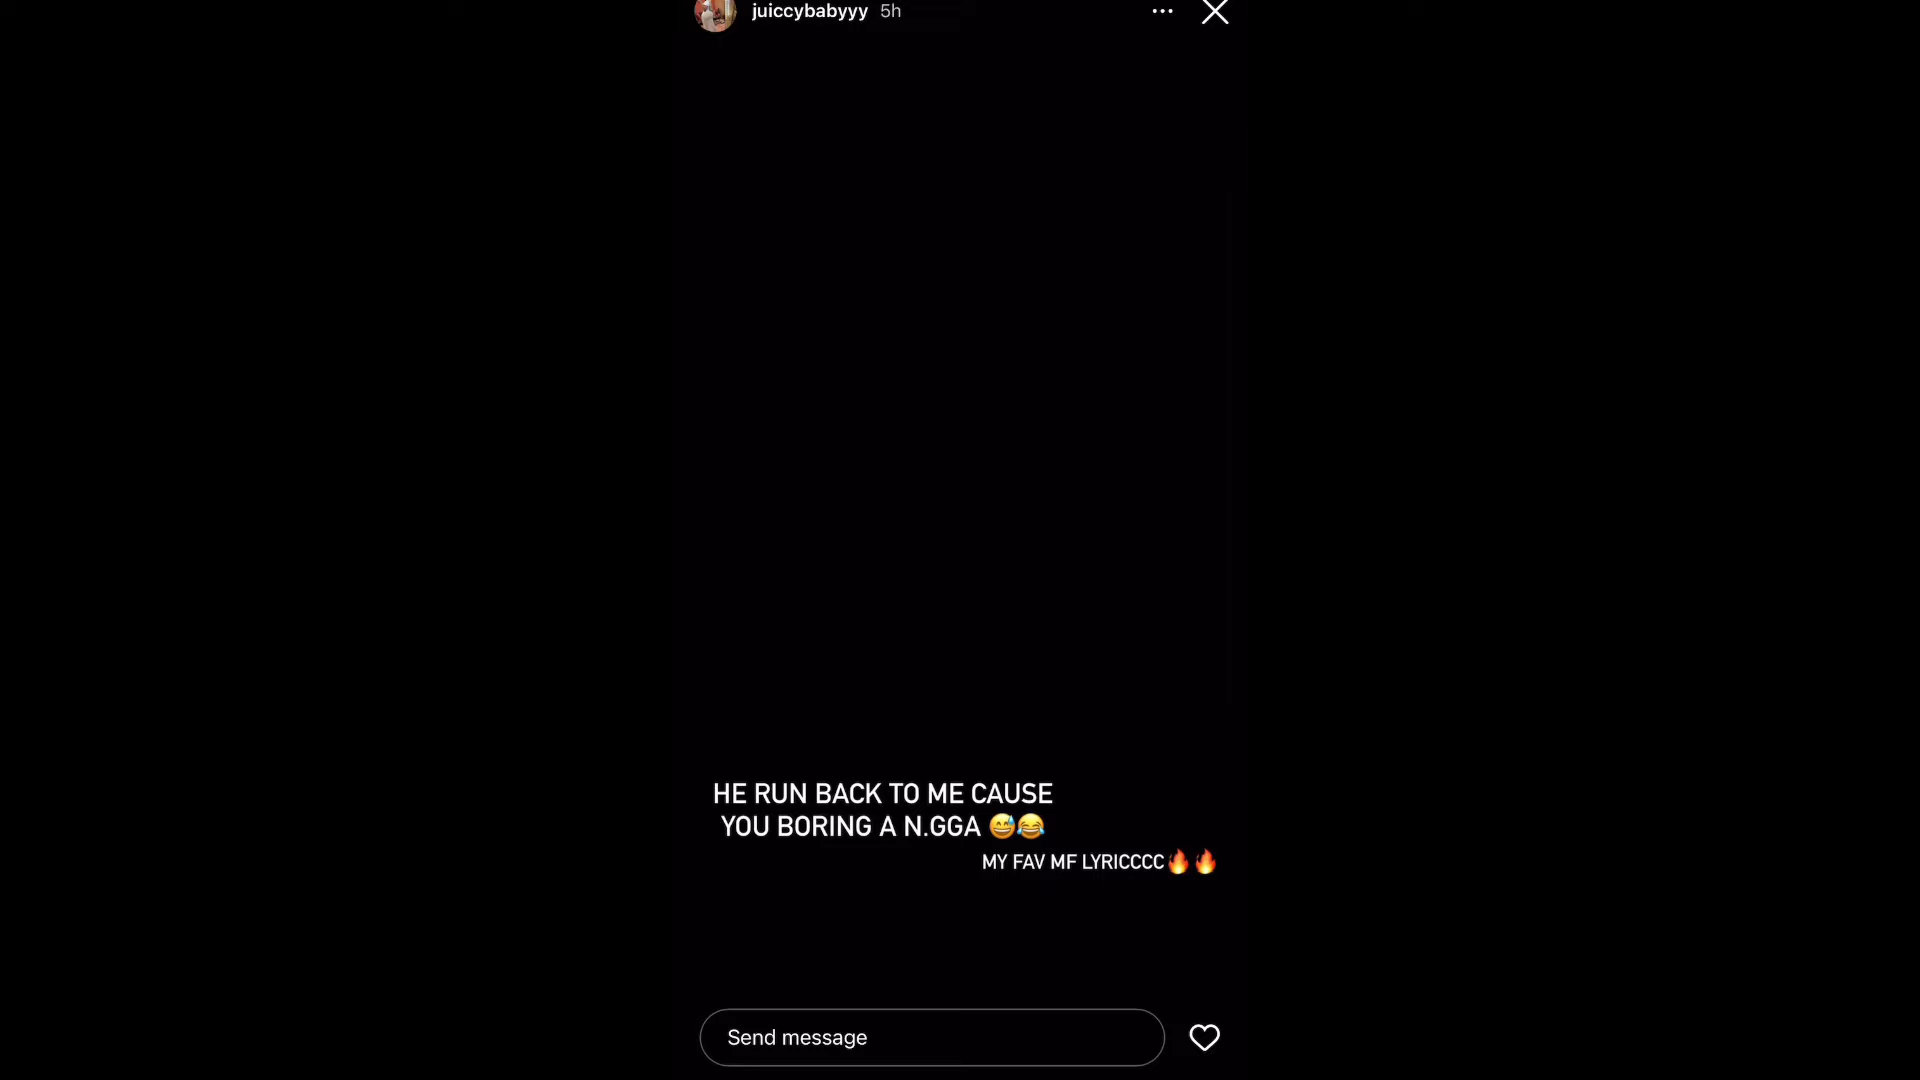 juiccybabyyy 5h
HE RUN BACK TO ME CAUSE
YOU BORING A N.GGA 😅😂
MY FAV MF LYRICCCC🔥🔥
Send message